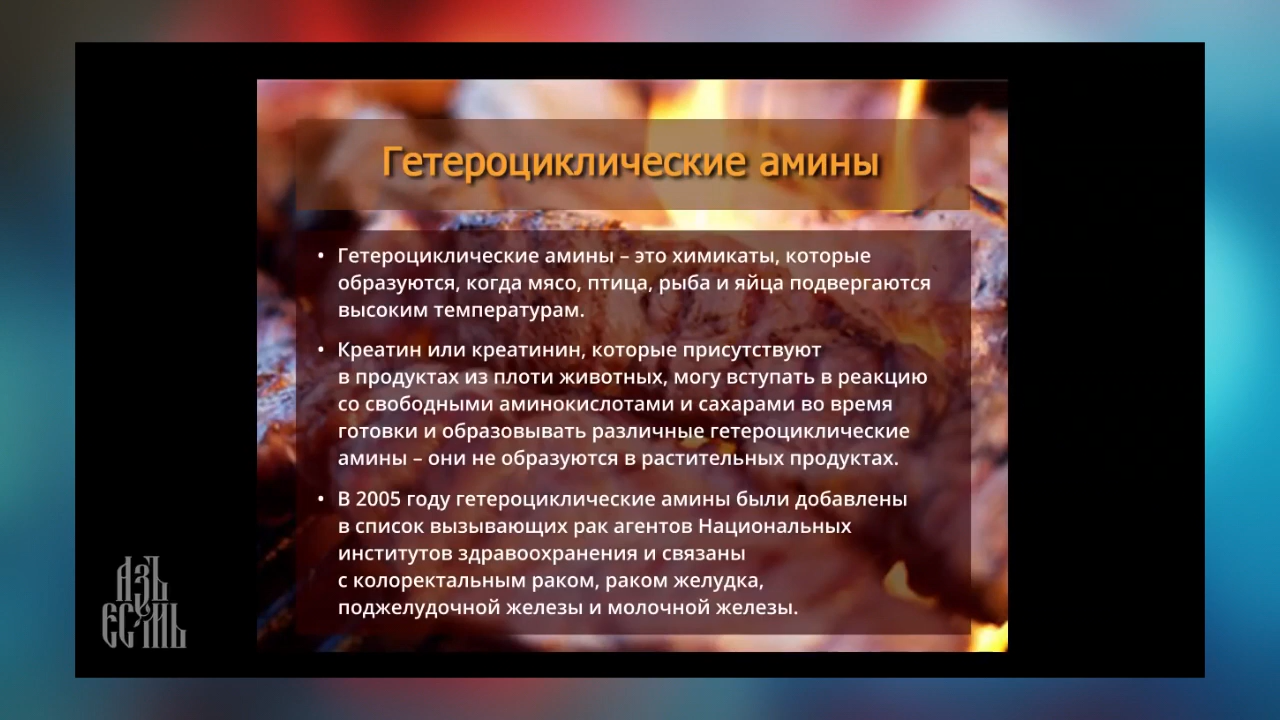 Гетероциклические амины
• Гетероциклические амины – это химикаты, которые
образуются, когда мясо, птица, рыба и яйца подвергаются
высоким температурам.
• Креатин или креатинин, которые присутствуют
в продуктах из плоти животных, могу вступать в реакцию
со свободными аминокислотами и сахарами во время
готовки и образовывать различные гетероциклические
амины – они не образуются в растительных продуктах.
• В 2005 году гетероциклические амины были добавлены
в список вызывающих рак агентов Национальных
институтов здравоохранения и связаны
с колоректальным раком, раком желудка,
поджелудочной железы и молочной железы.
АЗЪ
ЕСМЬ